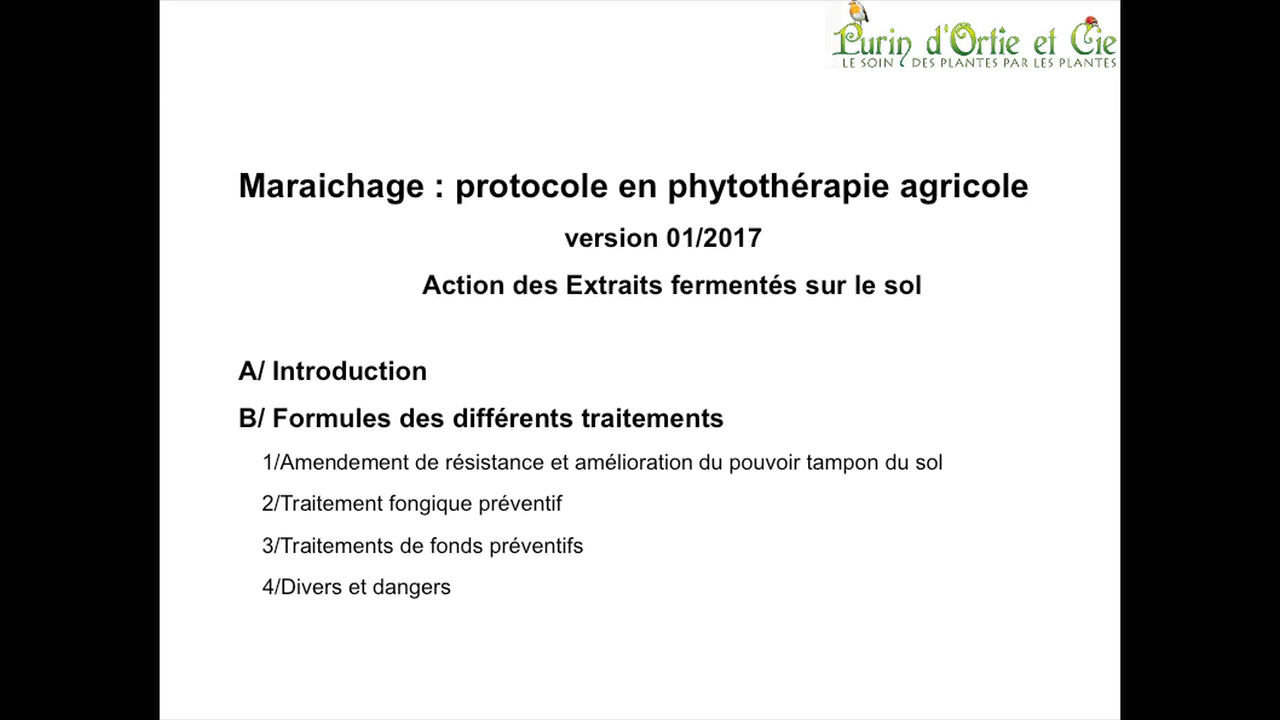 Purin d'Ortie et Cie
LE SOIN DES PLANTES PAR LES PLANTES
Maraichage : protocole en phytothérapie agricole
version 01/2017
Action des Extraits fermentés sur le sol
A/ Introduction
B/ Formules des différents traitements
1/Amendement de résistance et amélioration du pouvoir tampon du sol
2/Traitement fongique préventif
3/Traitements de fonds préventifs
4/Divers et dangers